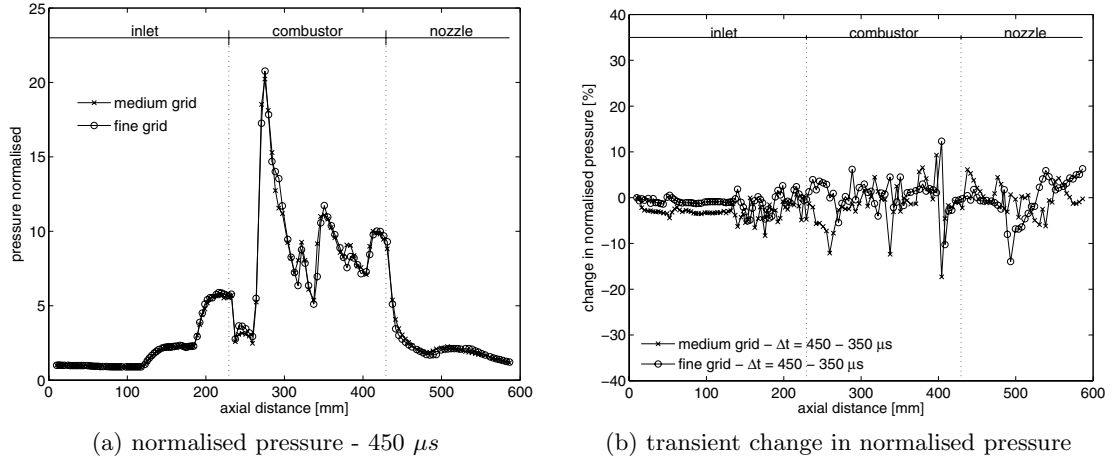 25
20
15
10
5
0
pressure normalised
inlet
combustor
nozzle
medium grid
fine grid
0
100
200
300
400
500
600
axial distance [mm]
(a) normalised pressure - 450 μs
40
30
20
10
0
−10
−20
−30
−40
change in normalised pressure [%]
inlet
combustor
nozzle
medium grid − Δt = 450 − 350 μs
fine grid − Δt = 450 − 350 μs
0
100
200
300
400
500
600
axial distance [mm]
(b) transient change in normalised pressure